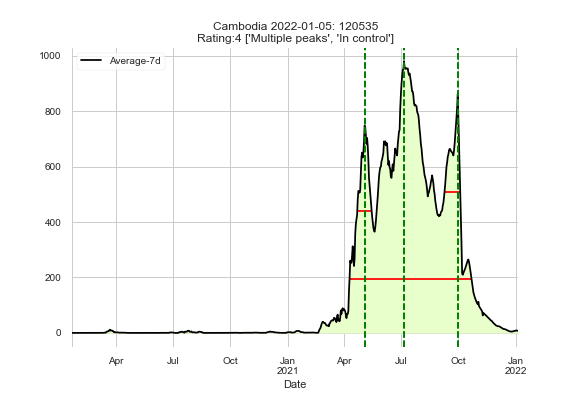 Cambodia 2022-01-05: 120535
Rating:4 ['Multiple peaks', 'In control']
Average-7d
1000
800
600
400
200
0
Apr Jul Oct Jan Apr Jul Oct Jan
2021 2022
Date